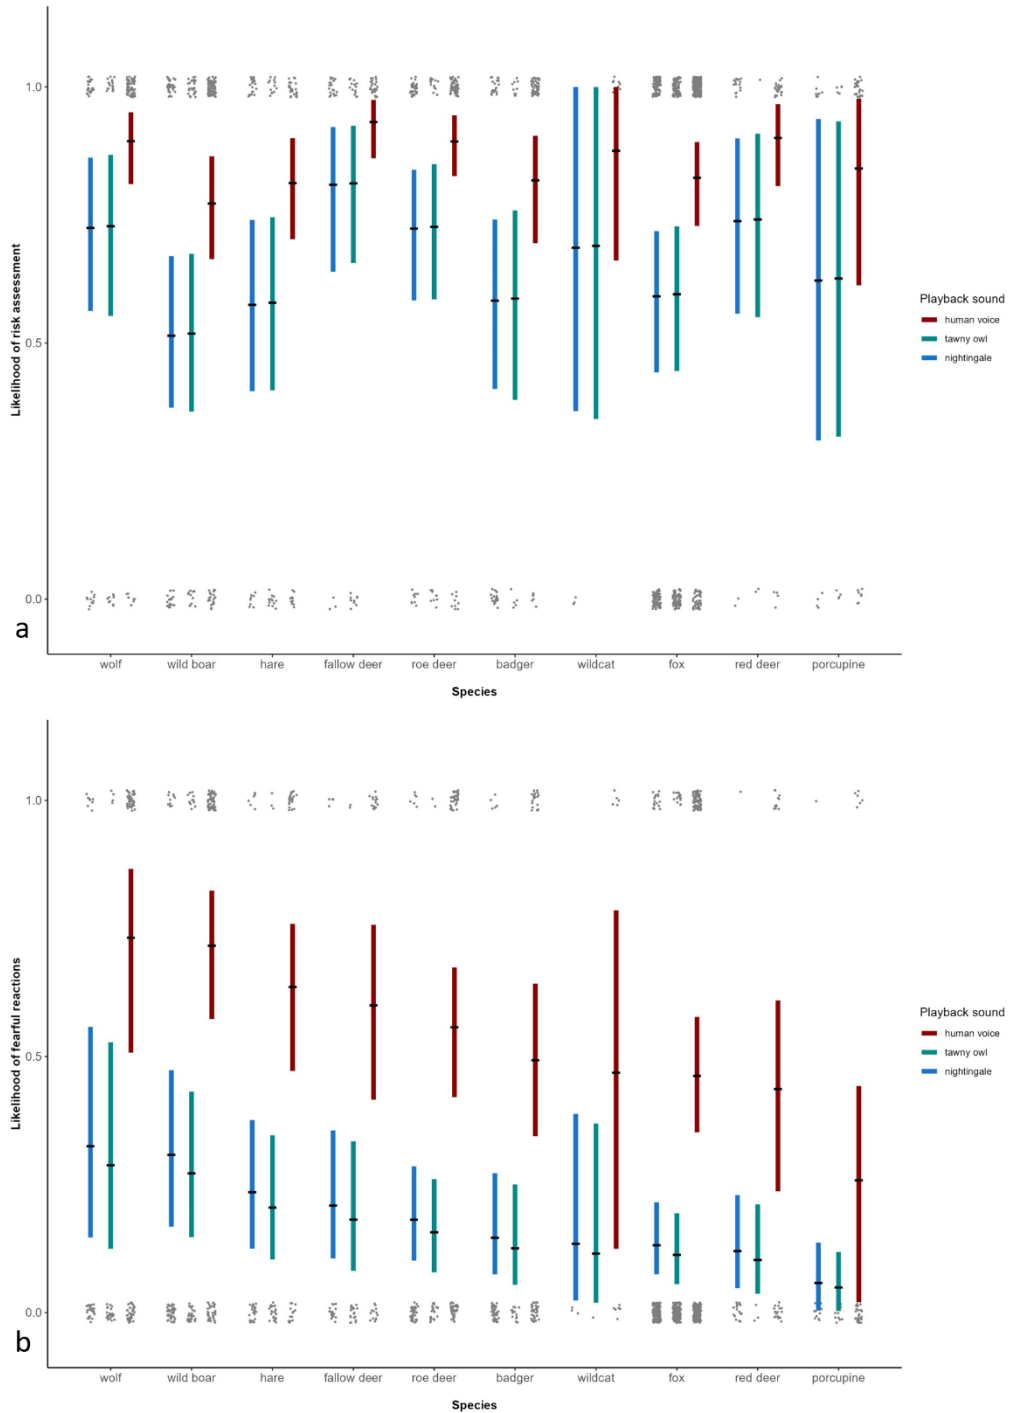 1.0
0.5
0.0
Likelihood of risk assessment
a
wolf wild boar hare fallow deer roe deer badger wildcat fox red deer porcupine
Species
Playback sound
human voice
tawny owl
nightingale
1.0
0.5
0.0
Likelihood of fearful reactions
b
wolf wild boar hare fallow deer roe deer badger wildcat fox red deer porcupine
Species
Playback sound
human voice
tawny owl
nightingale